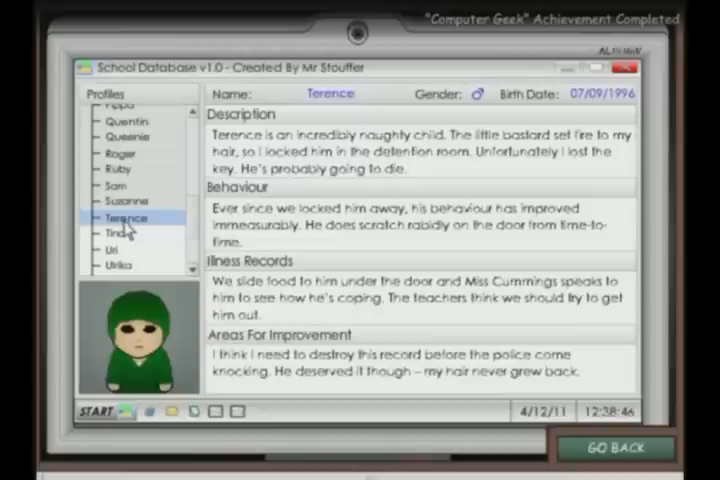 "Computer Geek" Achievement Completed
School Database v1.0 - Created By Mr Stouffer
Profiles
Name: Terence Gender: ♂ Birth Date: 07/09/1996
Pippa
Quentin
Queenie
Roger
Ruby
Sam
Suzanne
Terence
Tina
Uri
Ulrika
Description
Terence is an incredibly naughty child. The little bastard set fire to my
hair, so I locked him in the detention room. Unfortunately I lost the
key. He's probably going to die.
Behaviour
Ever since we locked him away, his behaviour has improved
immeasurably. He does scratch rabidly on the door from time-to-
time.
Illness Records
We slide food to him under the door and Miss Cummings speaks to
him to see how he's coping. The teachers think we should try to get
him out.
Areas For Improvement
I think I need to destroy this record before the police come
knocking. He deserved it though - my hair never grew back.
START 4/12/11 12:38:46
GO BACK